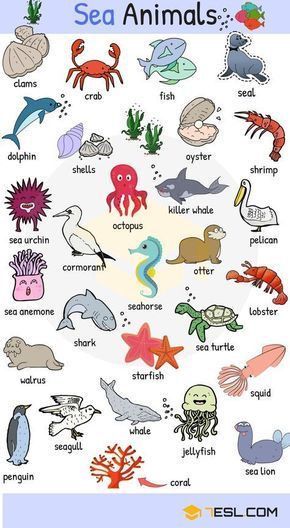 Sea Animals
clams
crab
fish
seal
dolphin
shells
oyster
shrimp
sea urchin
cormorant
octopus
killer whale
otter
pelican
sea anemone
shark
seahorse
starfish
sea turtle
lobster
walrus
squid
penguin
seagull
whale
jellyfish
sea lion
coral
7ESL.COM